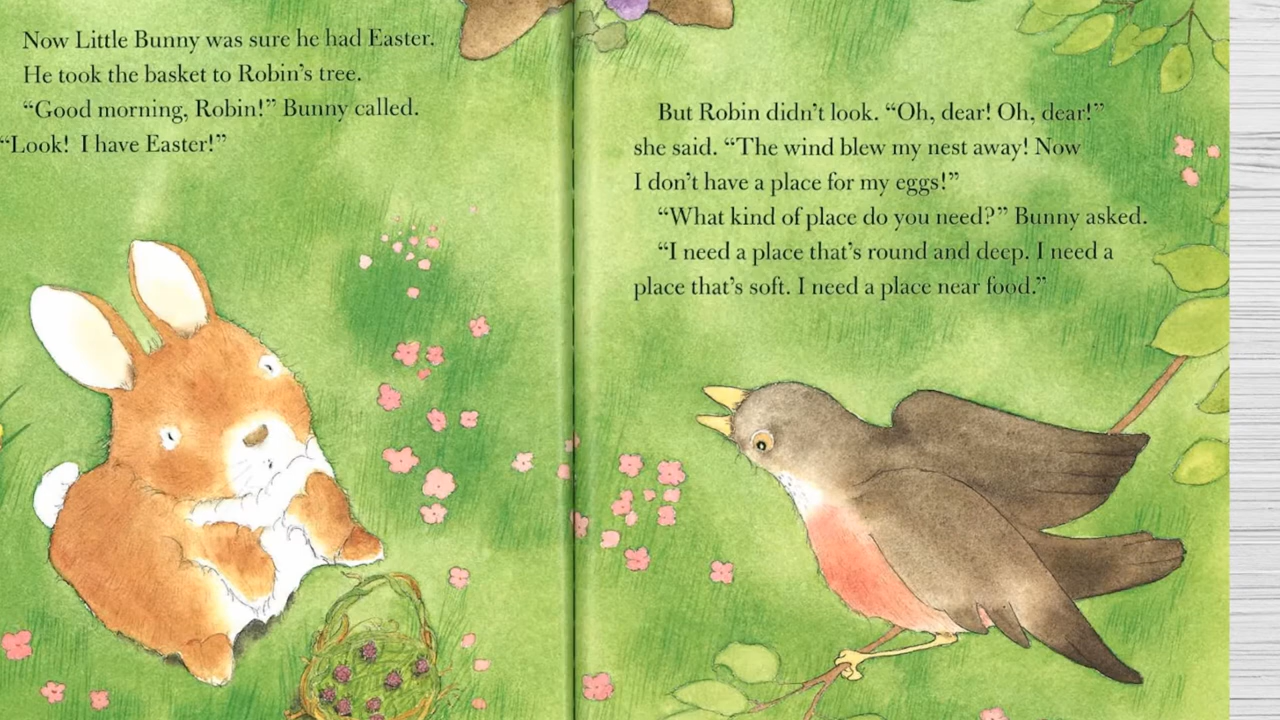 Now Little Bunny was sure he had Easter.
He took the basket to Robin's tree.
“Good morning, Robin!” Bunny called.
“Look! I have Easter!”
But Robin didn't look. “Oh, dear! Oh, dear!”
she said. “The wind blew my nest away! Now
I don't have a place for my eggs!”
“What kind of place do you need?” Bunny asked.
“I need a place that's round and deep. I need a
place that's soft. I need a place near food.”